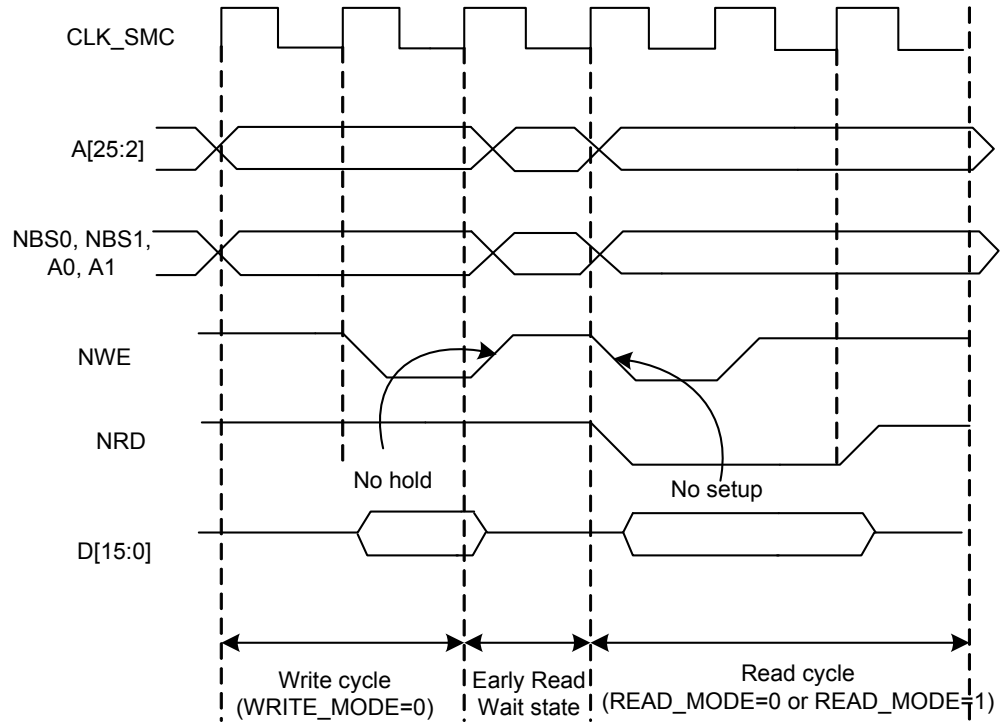 CLK_SMC
A[25:2]
NBS0, NBS1,
A0, A1
NWE
NRD
No hold
No setup
D[15:0]
Write cycle
(WRITE_MODE=0)
Early Read
Wait state
Read cycle
(READ_MODE=0 or READ_MODE=1)